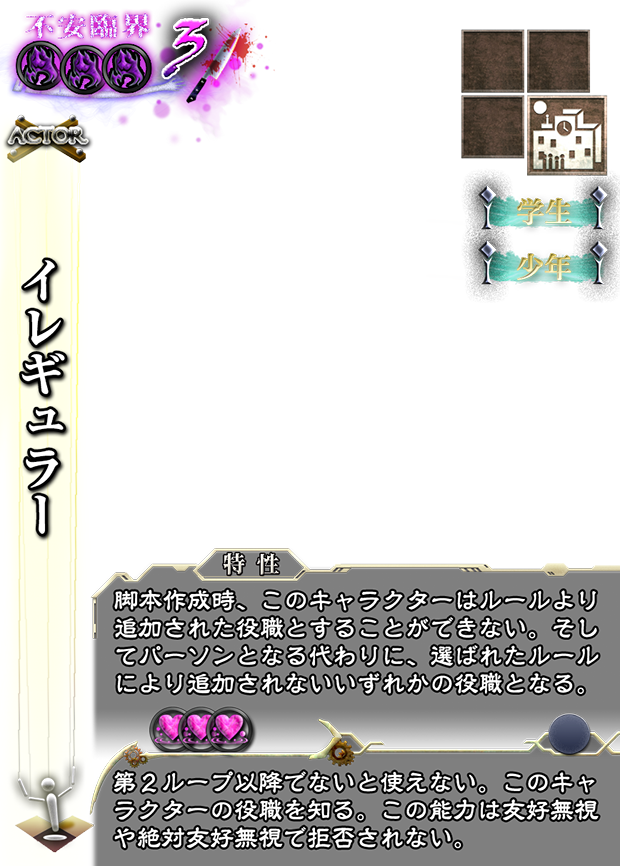 不安臨界
3
ACTOR
学生
少年
イレギュラー
特性
脚本作成時、このキャラクターはルールより
追加された役職とすることができない。そし
てパーソンとなる代わりに、選ばれたルール
により追加されないいずれかの役職となる。
第２ループ以降でないと使えない。このキャ
ラクターの役職を知る。この能力は友好無視
や絶対友好無視で拒否されない。